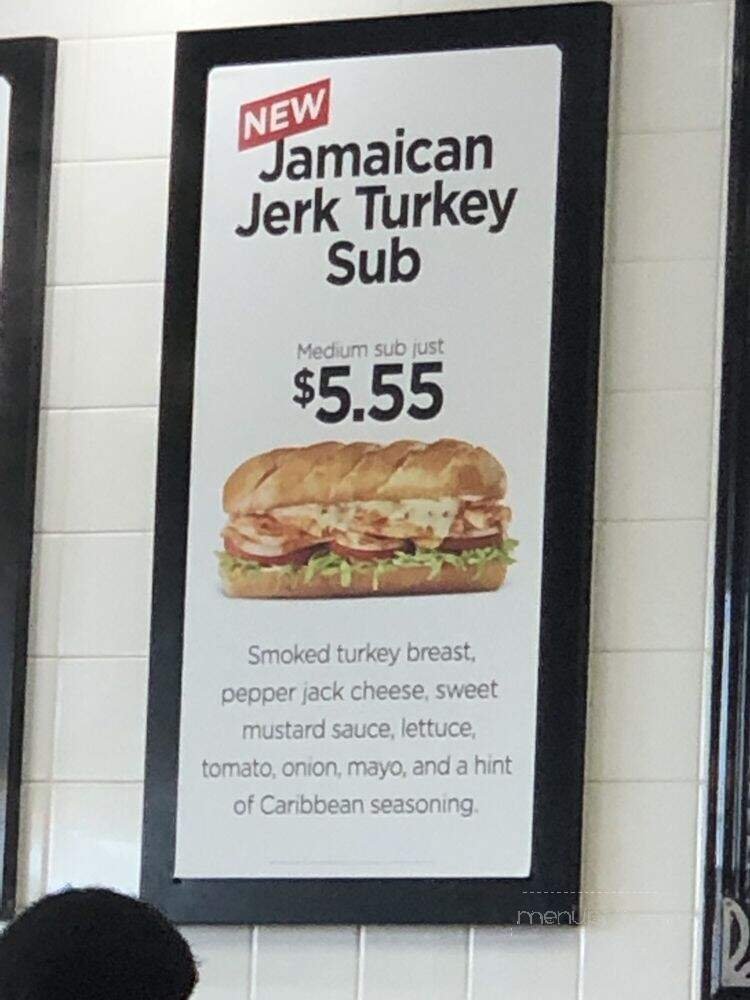 NEW
Jamaican
Jerk Turkey
Sub
Medium sub just
$5.55
Smoked turkey breast,
pepper jack cheese, sweet
mustard sauce, lettuce,
tomato, onion, mayo, and a hint
of Caribbean seasoning.